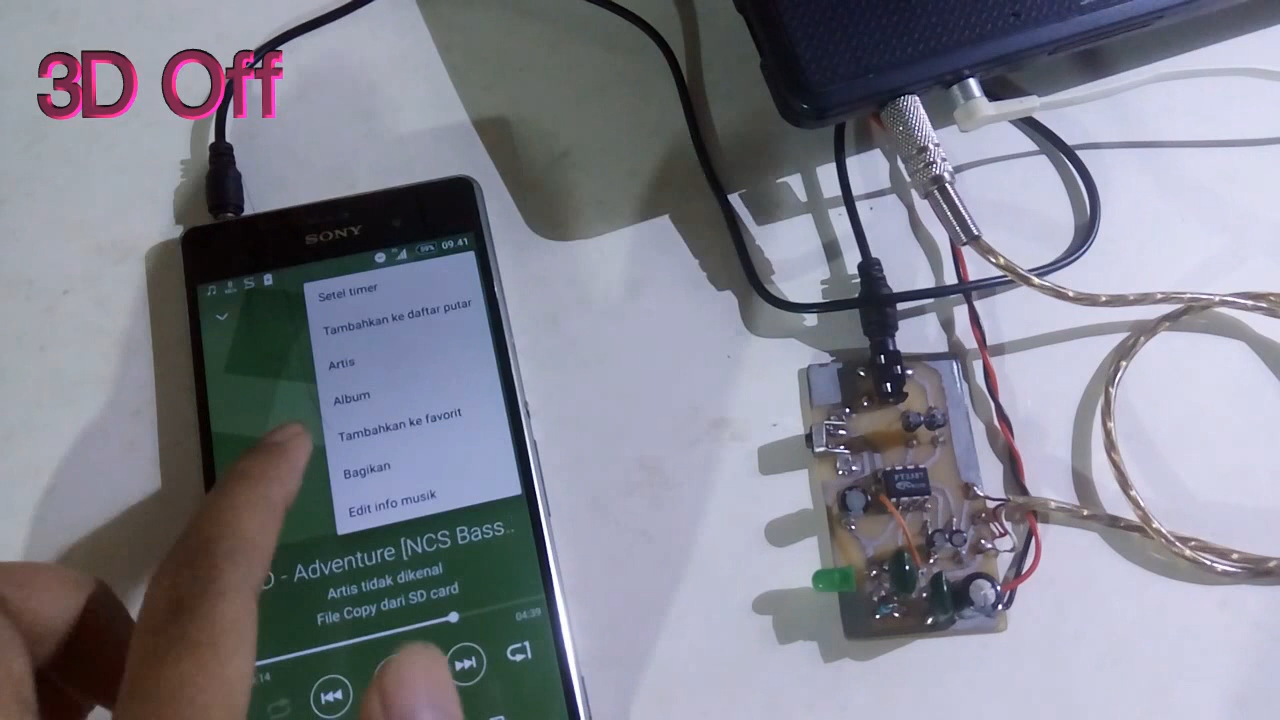 3D Off
SONY
09.41
Setel timer
Tambahkan ke daftar putar
Artis
Album
Tambahkan ke favorit
Bagikan
Edit info musik
- Adventure [NCS Bass..
Artis tidak dikenal
File Copy dari SD card
04:39
:14